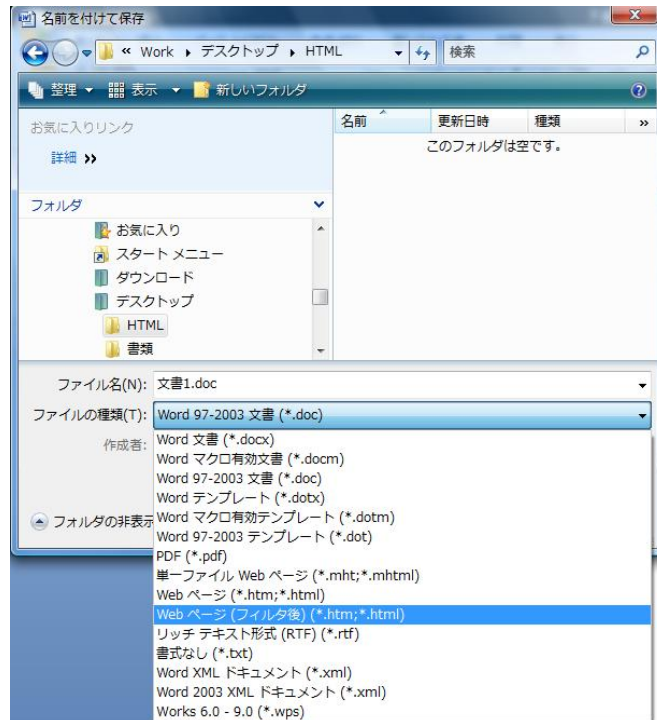 名前を付けて保存
« Work ▸ デスクトップ ▸ HTML 検索
整理 ▼ 表示 ▼ 新しいフォルダ
お気に入りリンク
詳細 »
名前 更新日時 種類 »
このフォルダは空です。
フォルダ
お気に入り
スタート メニュー
ダウンロード
デスクトップ
HTML
書類
ファイル名(N): 文書1.doc
ファイルの種類(T): Word 97-2003 文書 (*.doc)
作成者:
フォルダの非表示
Word 文書 (*.docx)
Word マクロ有効文書 (*.docm)
Word 97-2003 文書 (*.doc)
Word テンプレート (*.dotx)
Word マクロ有効テンプレート (*.dotm)
Word 97-2003 テンプレート (*.dot)
PDF (*.pdf)
単一ファイル Web ページ (*.mht;*.mhtml)
Web ページ (*.htm;*.html)
Web ページ (フィルタ後) (*.htm;*.html)
リッチ テキスト形式 (RTF) (*.rtf)
書式なし (*.txt)
Word XML ドキュメント (*.xml)
Word 2003 XML ドキュメント (*.xml)
Works 6.0 - 9.0 (*.wps)